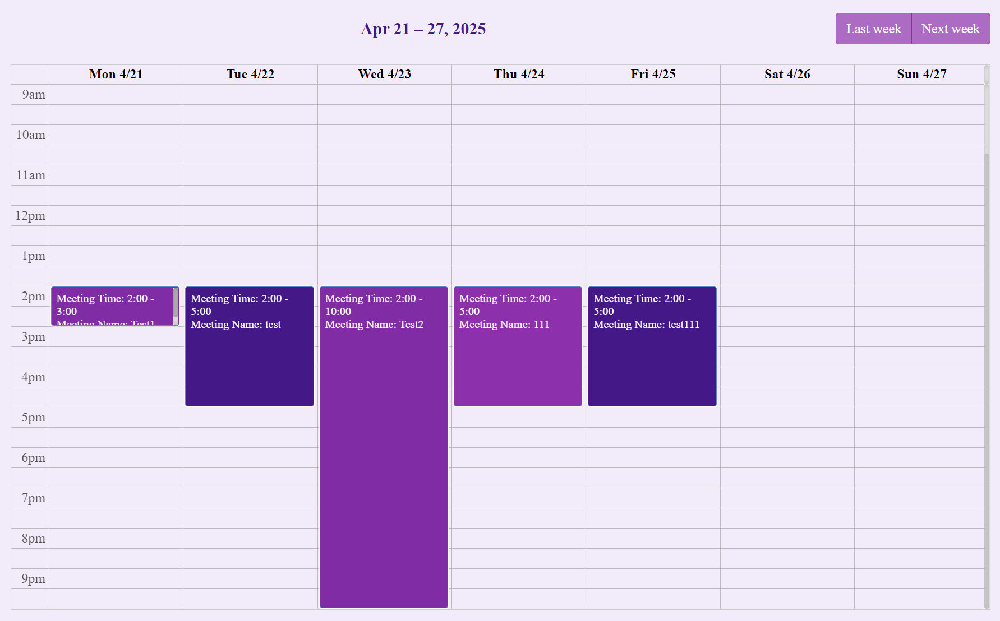 Apr 21 – 27, 2025
Last week
Next week
Mon 4/21
Tue 4/22
Wed 4/23
Thu 4/24
Fri 4/25
Sat 4/26
Sun 4/27
9am
10am
11am
12pm
1pm
2pm
3pm
4pm
5pm
6pm
7pm
8pm
9pm
Meeting Time: 2:00 -
3:00
Meeting Name: Test1
Meeting Time: 2:00 -
5:00
Meeting Name: test
Meeting Time: 2:00 -
10:00
Meeting Name: Test2
Meeting Time: 2:00 -
5:00
Meeting Name: 111
Meeting Time: 2:00 -
5:00
Meeting Name: test111